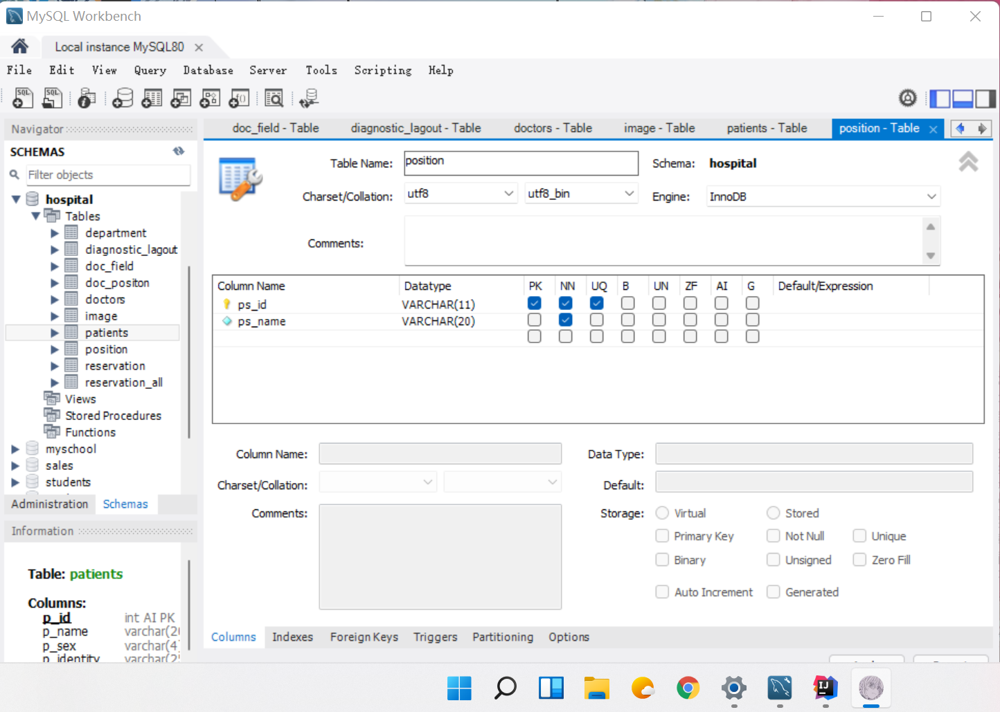 MySQL Workbench
Local instance MySQL80
File Edit View Query Database Server Tools Scripting Help
SQL SQL
Navigator
SCHEMAS
Filter objects
hospital
Tables
department
diagnostic_lagout
doc_field
doc_positon
doctors
image
patients
position
reservation
reservation_all
Views
Stored Procedures
Functions
myschool
sales
students
Administration Schemas
Information
Table: patients
Columns:
p_id int AI PK
p_name varchar(20
p_sex varchar(4)
p_identity
doc_field - Table diagnostic_lagout - Table doctors - Table image - Table patients - Table position - Table
Table Name: position Schema: hospital
Charset/Collation: utf8 utf8_bin Engine: InnoDB
Comments:
Column Name Datatype PK NN UQ B UN ZF AI G Default/Expression
ps_id VARCHAR(11)
ps_name VARCHAR(20)
Column Name: Data Type:
Charset/Collation: Default:
Comments: Storage: Virtual Stored
Primary Key Not Null Unique
Binary Unsigned Zero Fill
Auto Increment Generated
Columns Indexes Foreign Keys Triggers Partitioning Options
IJ